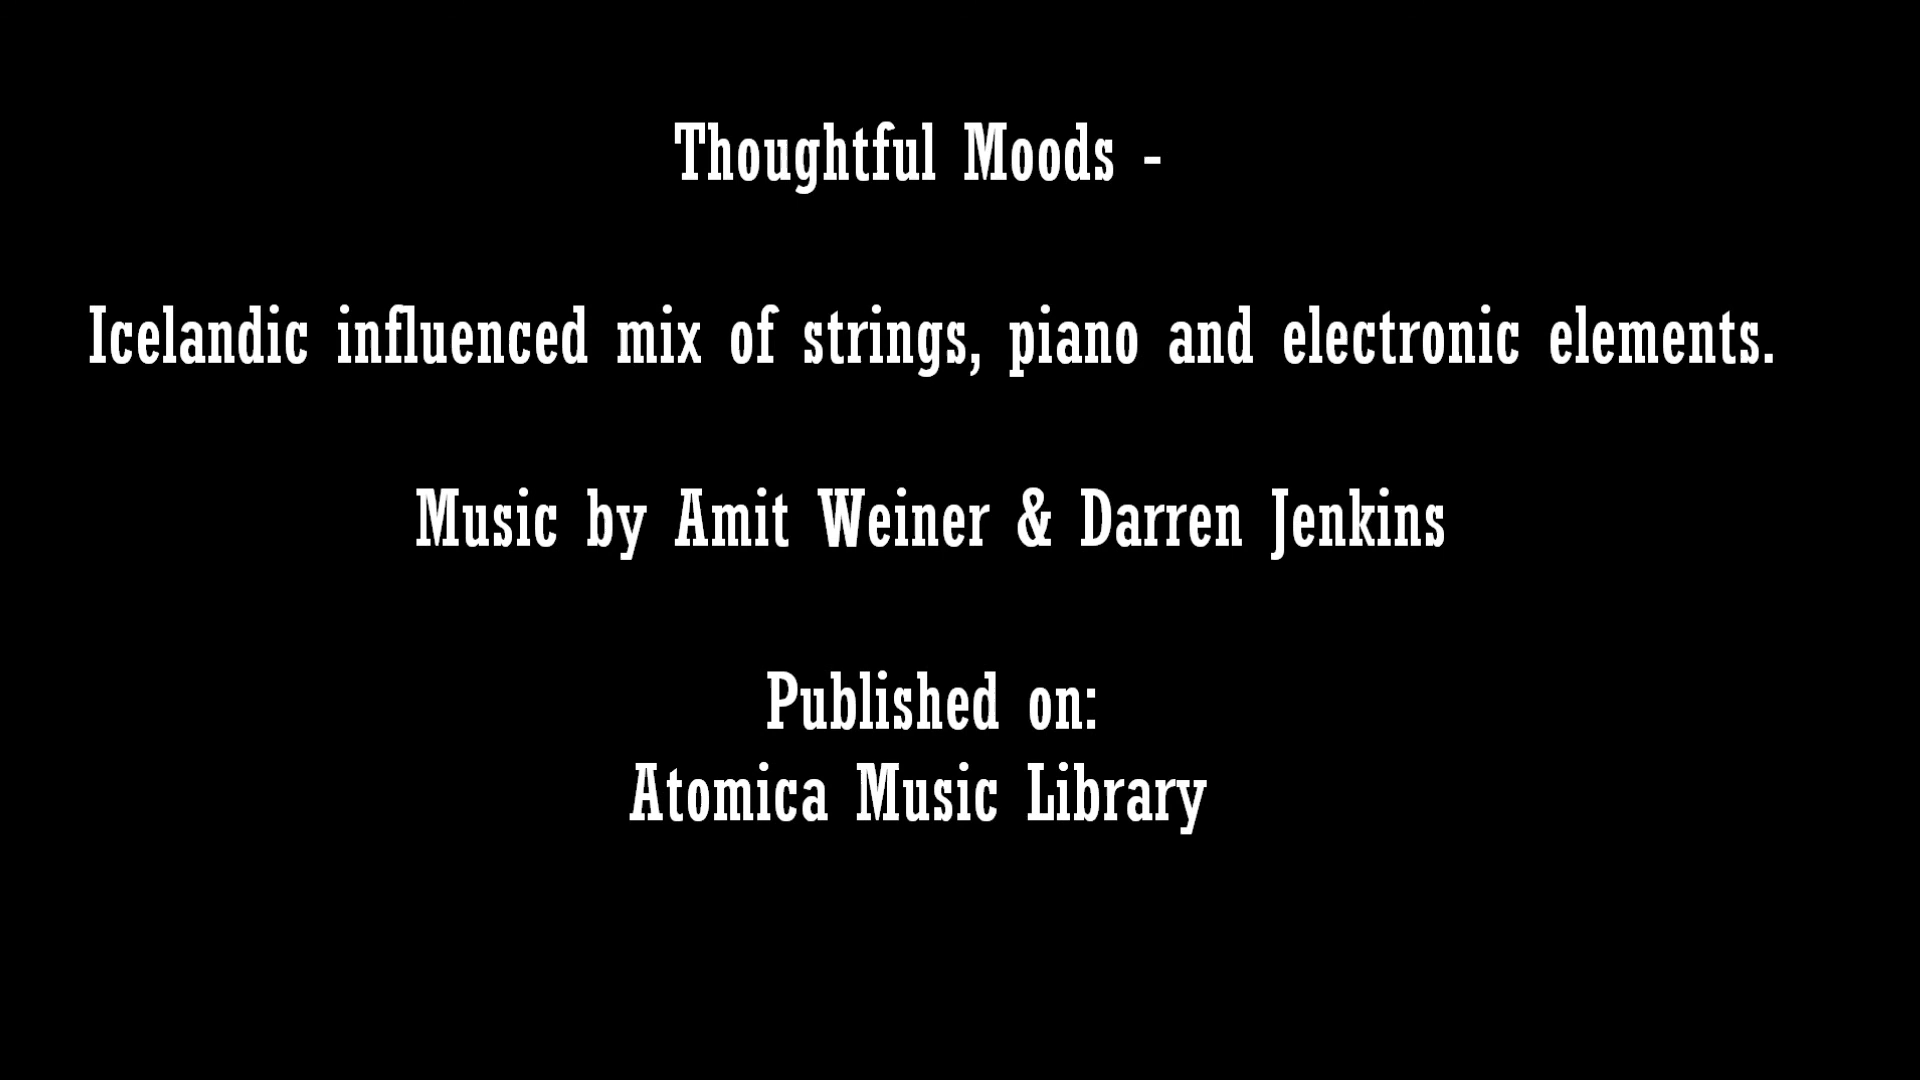 Thoughtful Moods -
Icelandic influenced mix of strings, piano and electronic elements.
Music by Amit Weiner & Darren Jenkins
Published on:
Atomica Music Library